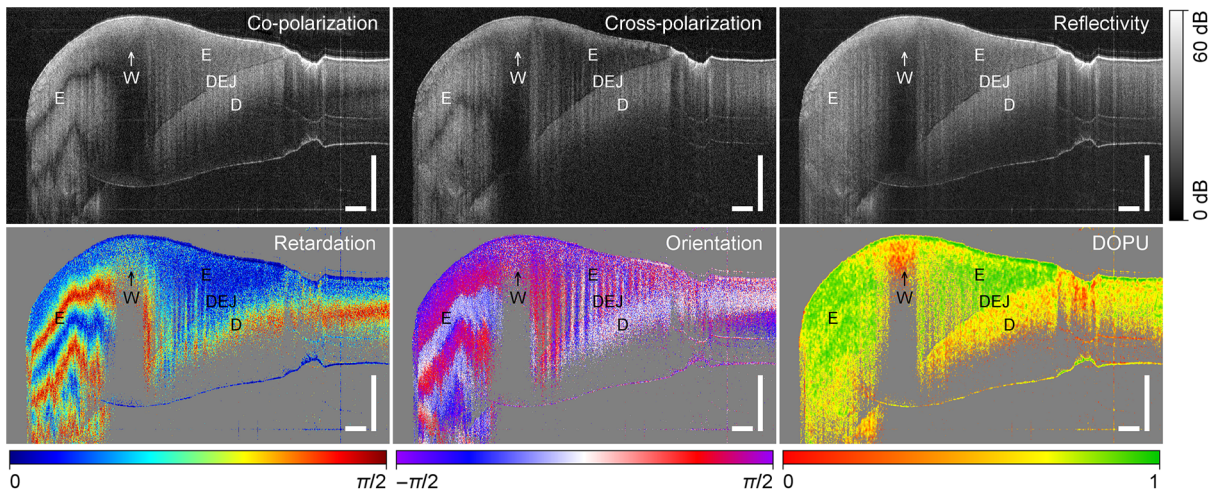 Co-polarization
Cross-polarization
Reflectivity
60 dB
0 dB
E
W
E
DEJ
D
E
W
E
DEJ
D
E
W
E
DEJ
D
Retardation
Orientation
DOPU
E
W
E
DEJ
D
E
W
E
DEJ
D
E
W
E
DEJ
D
0
π/2
−π/2
π/2
0
1